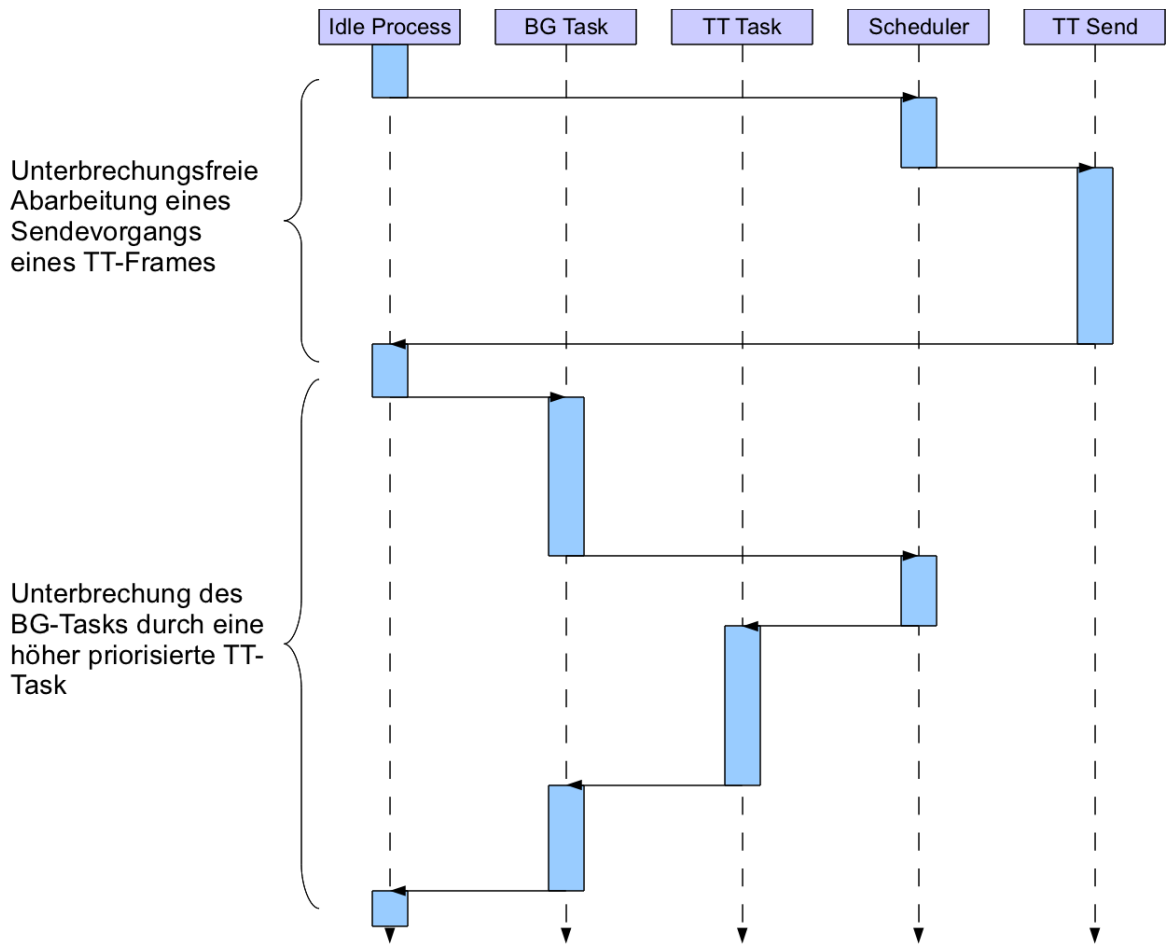 Idle Process
BG Task
TT Task
Scheduler
TT Send
Unterbrechungsfreie
Abarbeitung eines
Sendevorgangs
eines TT-Frames
Unterbrechung des
BG-Tasks durch eine
höher priorisierte TT-
Task